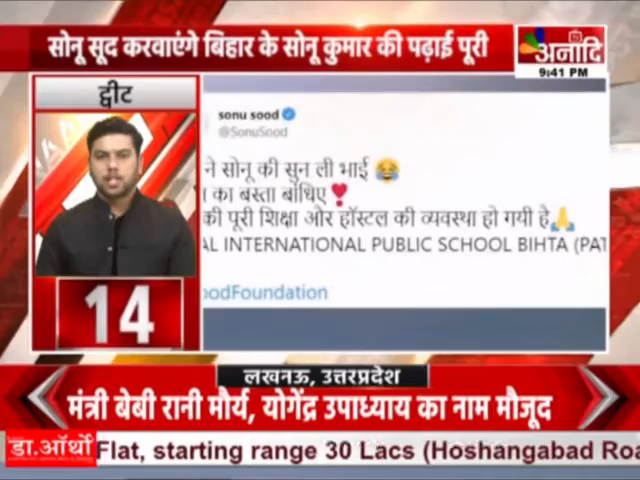 सोनू सूद करवाएंगे बिहार के सोनू कुमार की पढ़ाई पूरी
अनादि
TV
9:41 PM
ट्वीट
sonu sood
@SonuSood
ने सोनू की सुन ली भाई 😂
का बस्ता बांधिए❣️
की पूरी शिक्षा और हॉस्टल की व्यवस्था हो गयी है🙏
AL INTERNATIONAL PUBLIC SCHOOL BIHTA (PAT
oodFoundation
14
लखनऊ, उत्तरप्रदेश
मंत्री बेबी रानी मौर्य, योगेंद्र उपाध्याय का नाम मौजूद
डा.ऑर्थो
Flat, starting range 30 Lacs (Hoshangabad Roa